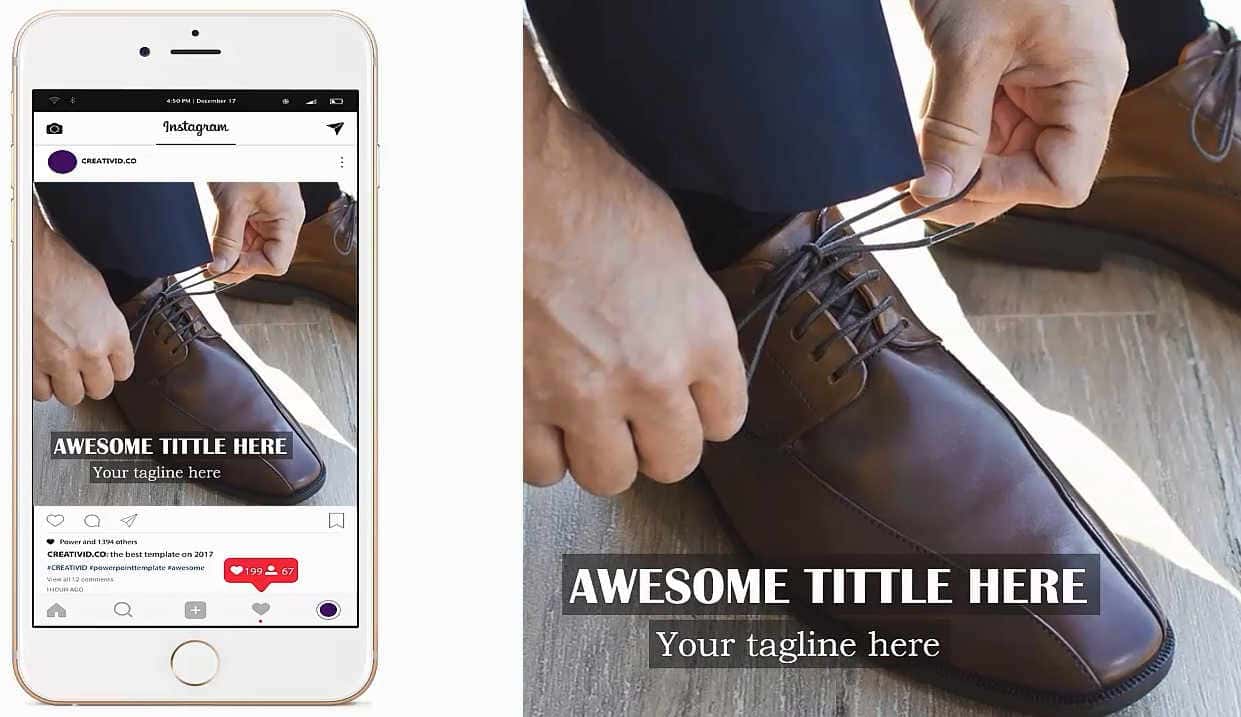 4:50 PM | December 17
Instagram
CREATIVID.CO
AWESOME TITTLE HERE
Your tagline here
Power and 1394 others
CREATIVID.CO: the best template on 2017
#CREATIVID #powerpointtemplate #awesome
View all 12 comments
1 HOUR AGO
199 67
AWESOME TITTLE HERE
Your tagline here